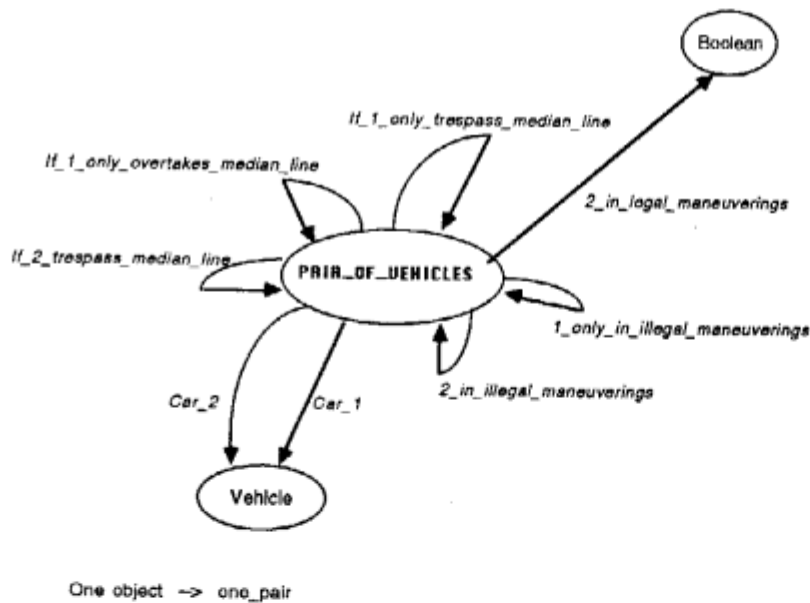 Boolean
If_1_only_trespass_median_line
If_1_only_overtakes_median_line
2_in_legal_maneuverings
If_2_trespass_median_line
PAIR_OF_VEHICLES
1_only_in_illegal_maneuverings
2_in_illegal_maneuverings
Car_2
Car_1
Vehicle
One object -> one_pair